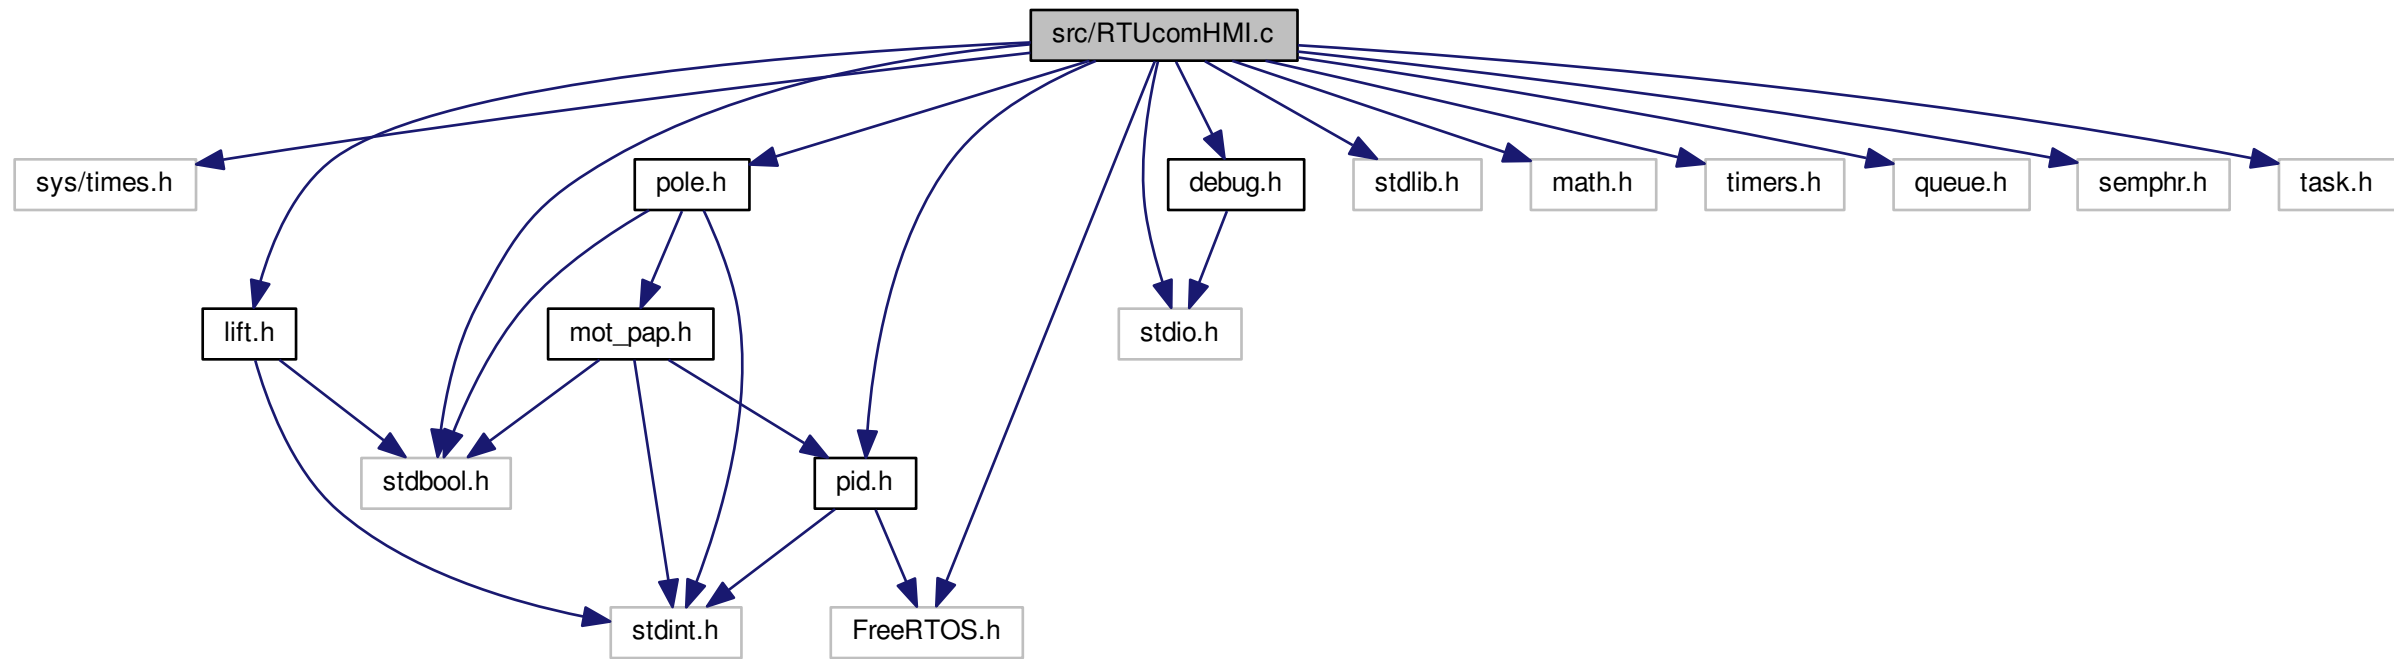 src/RTUcomHMI.c
sys/times.h
pole.h
debug.h
stdlib.h
math.h
timers.h
queue.h
semphr.h
task.h
lift.h
mot_pap.h
stdio.h
stdbool.h
pid.h
stdint.h
FreeRTOS.h